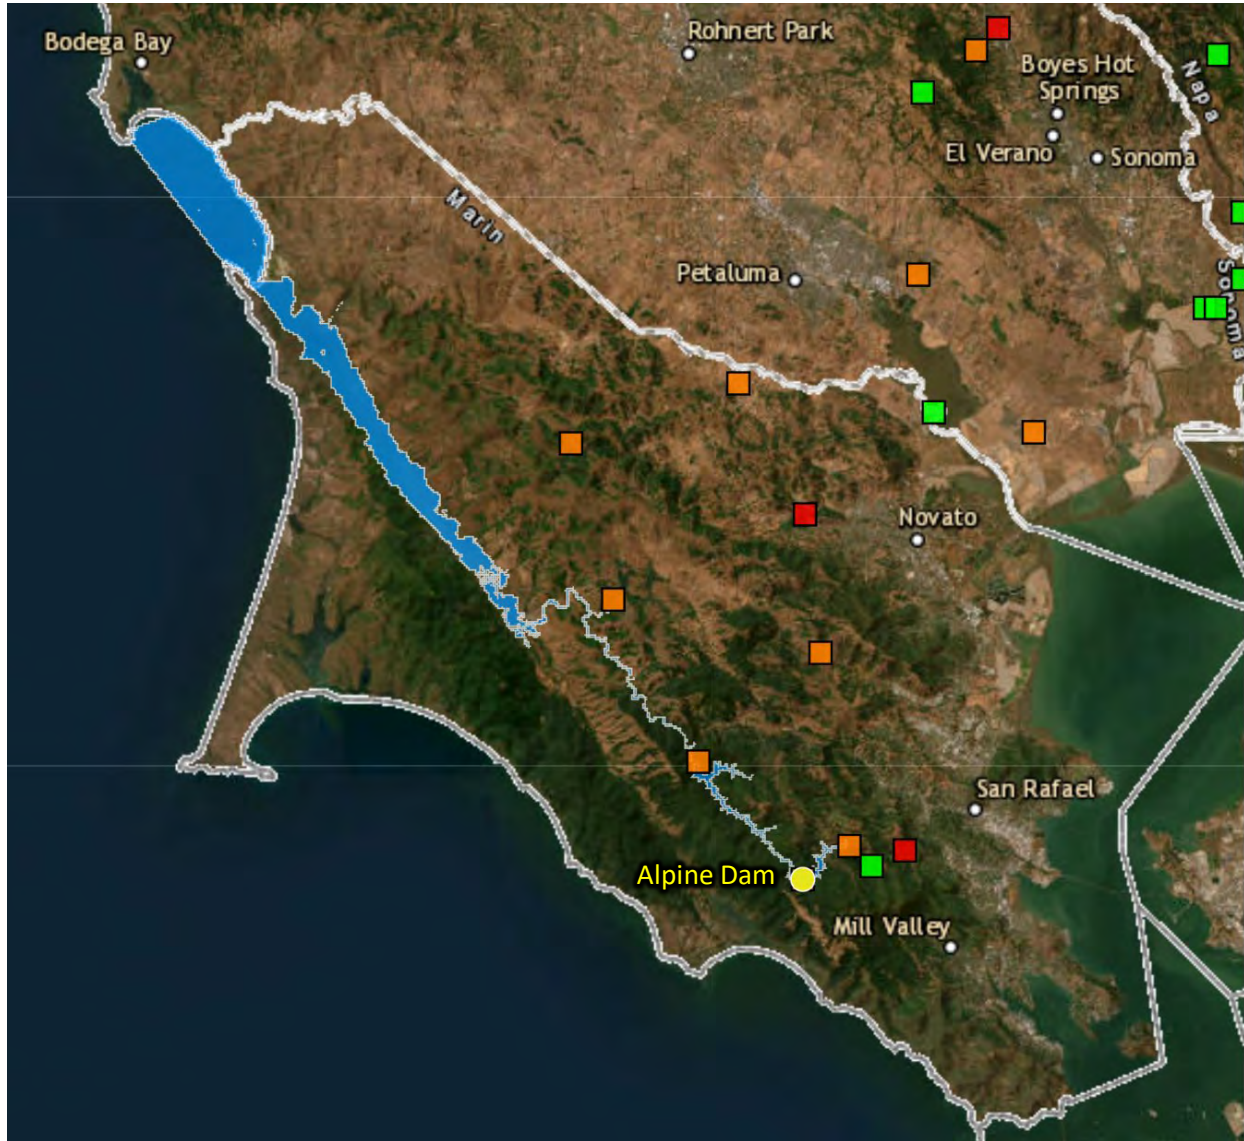 Bodega Bay
Rohnert Park
Boyes Hot
Springs
Napa
El Verano
Sonoma
Marin
Petaluma
Sonoma
Novato
San Rafael
Alpine Dam
Mill Valley